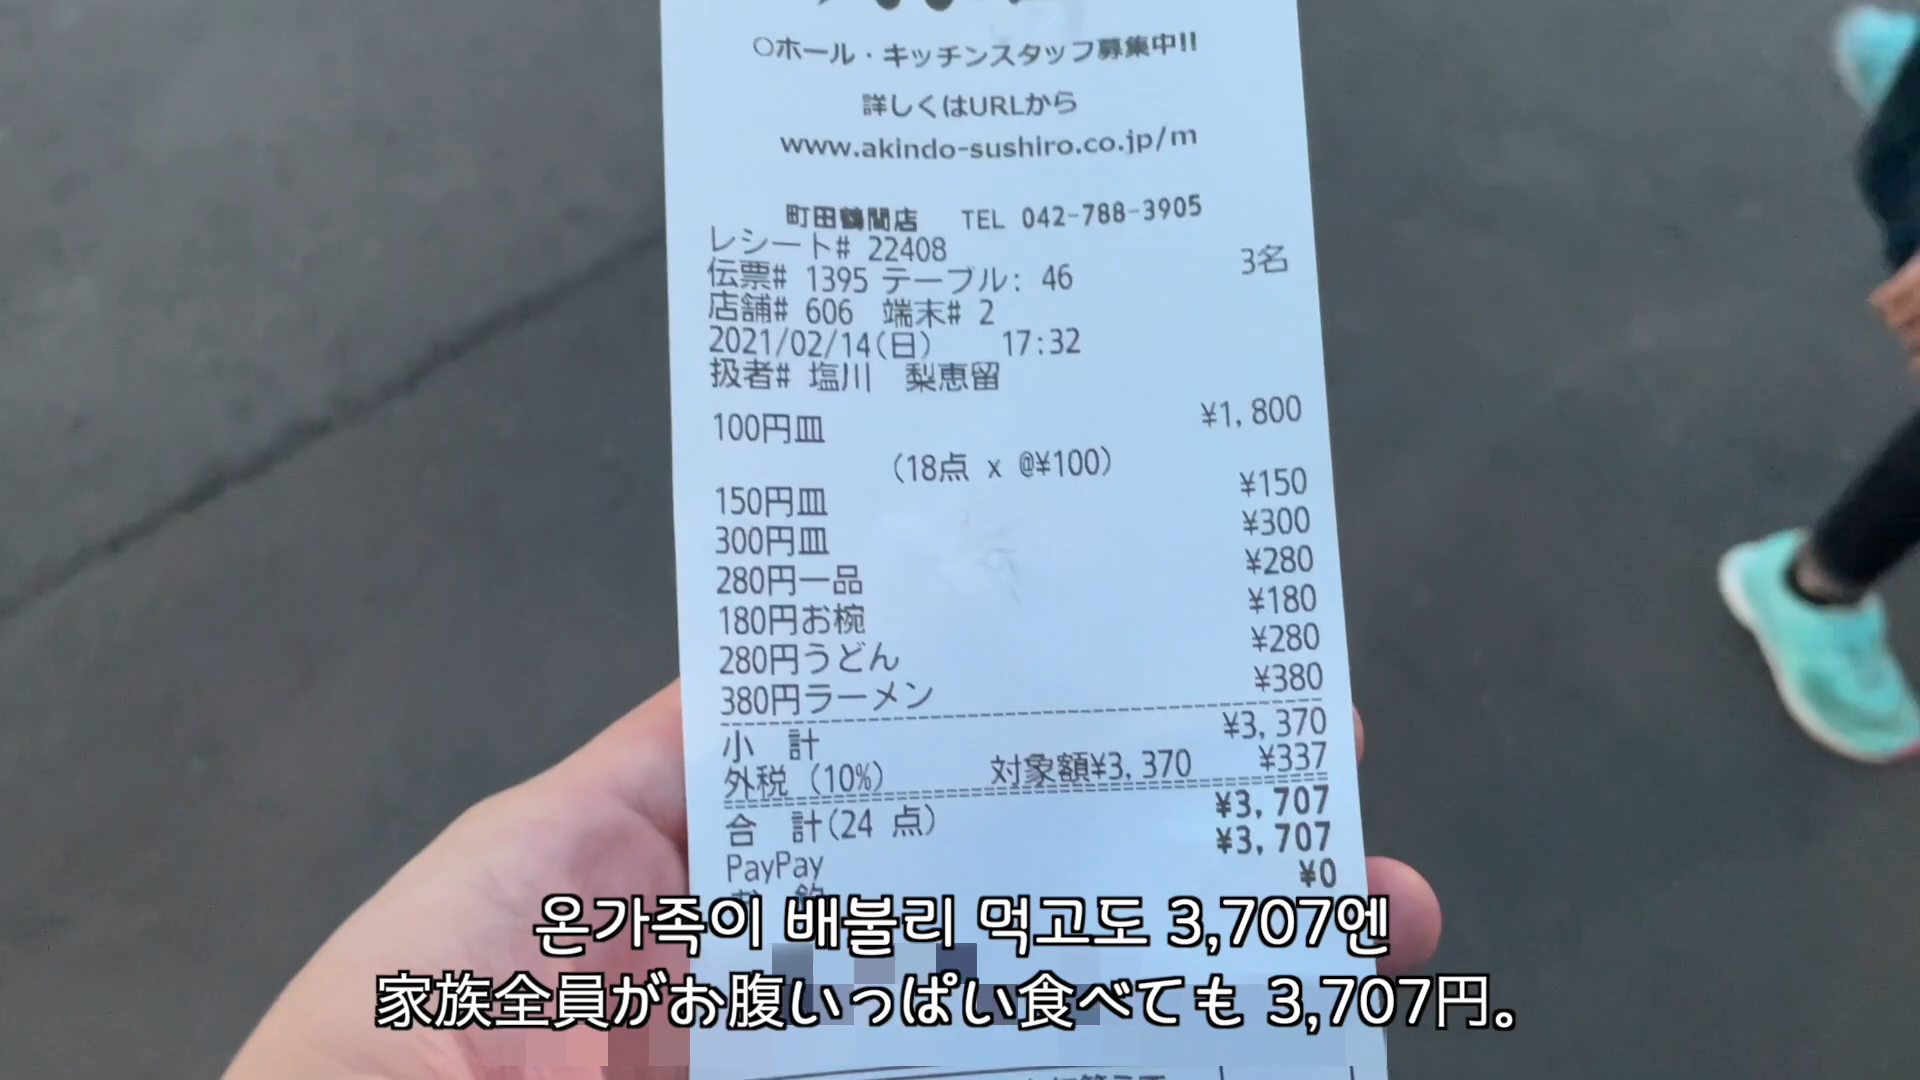 ○ホール・キッチンスタッフ募集中!!
詳しくはURLから
www.akindo-sushiro.co.jp/m
町田鶴間店 TEL 042-788-3905
レシート# 22408
伝票# 1395 テーブル: 46 3名
店舗# 606 端末# 2
2021/02/14(日) 17:32
扱者# 塩川 梨恵留
100円皿 ¥1,800
(18点 x @¥100)
150円皿 ¥150
300円皿 ¥300
280円一品 ¥280
180円お椀 ¥180
280円うどん ¥280
380円ラーメン ¥380
小 計 ¥3,370
外税 (10%) 対象額¥3,370 ¥337
合 計(24 点) ¥3,707
PayPay ¥3,707
¥0
온가족이 배불리 먹고도 3,707엔
家族全員がお腹いっぱい食べても 3,707円。